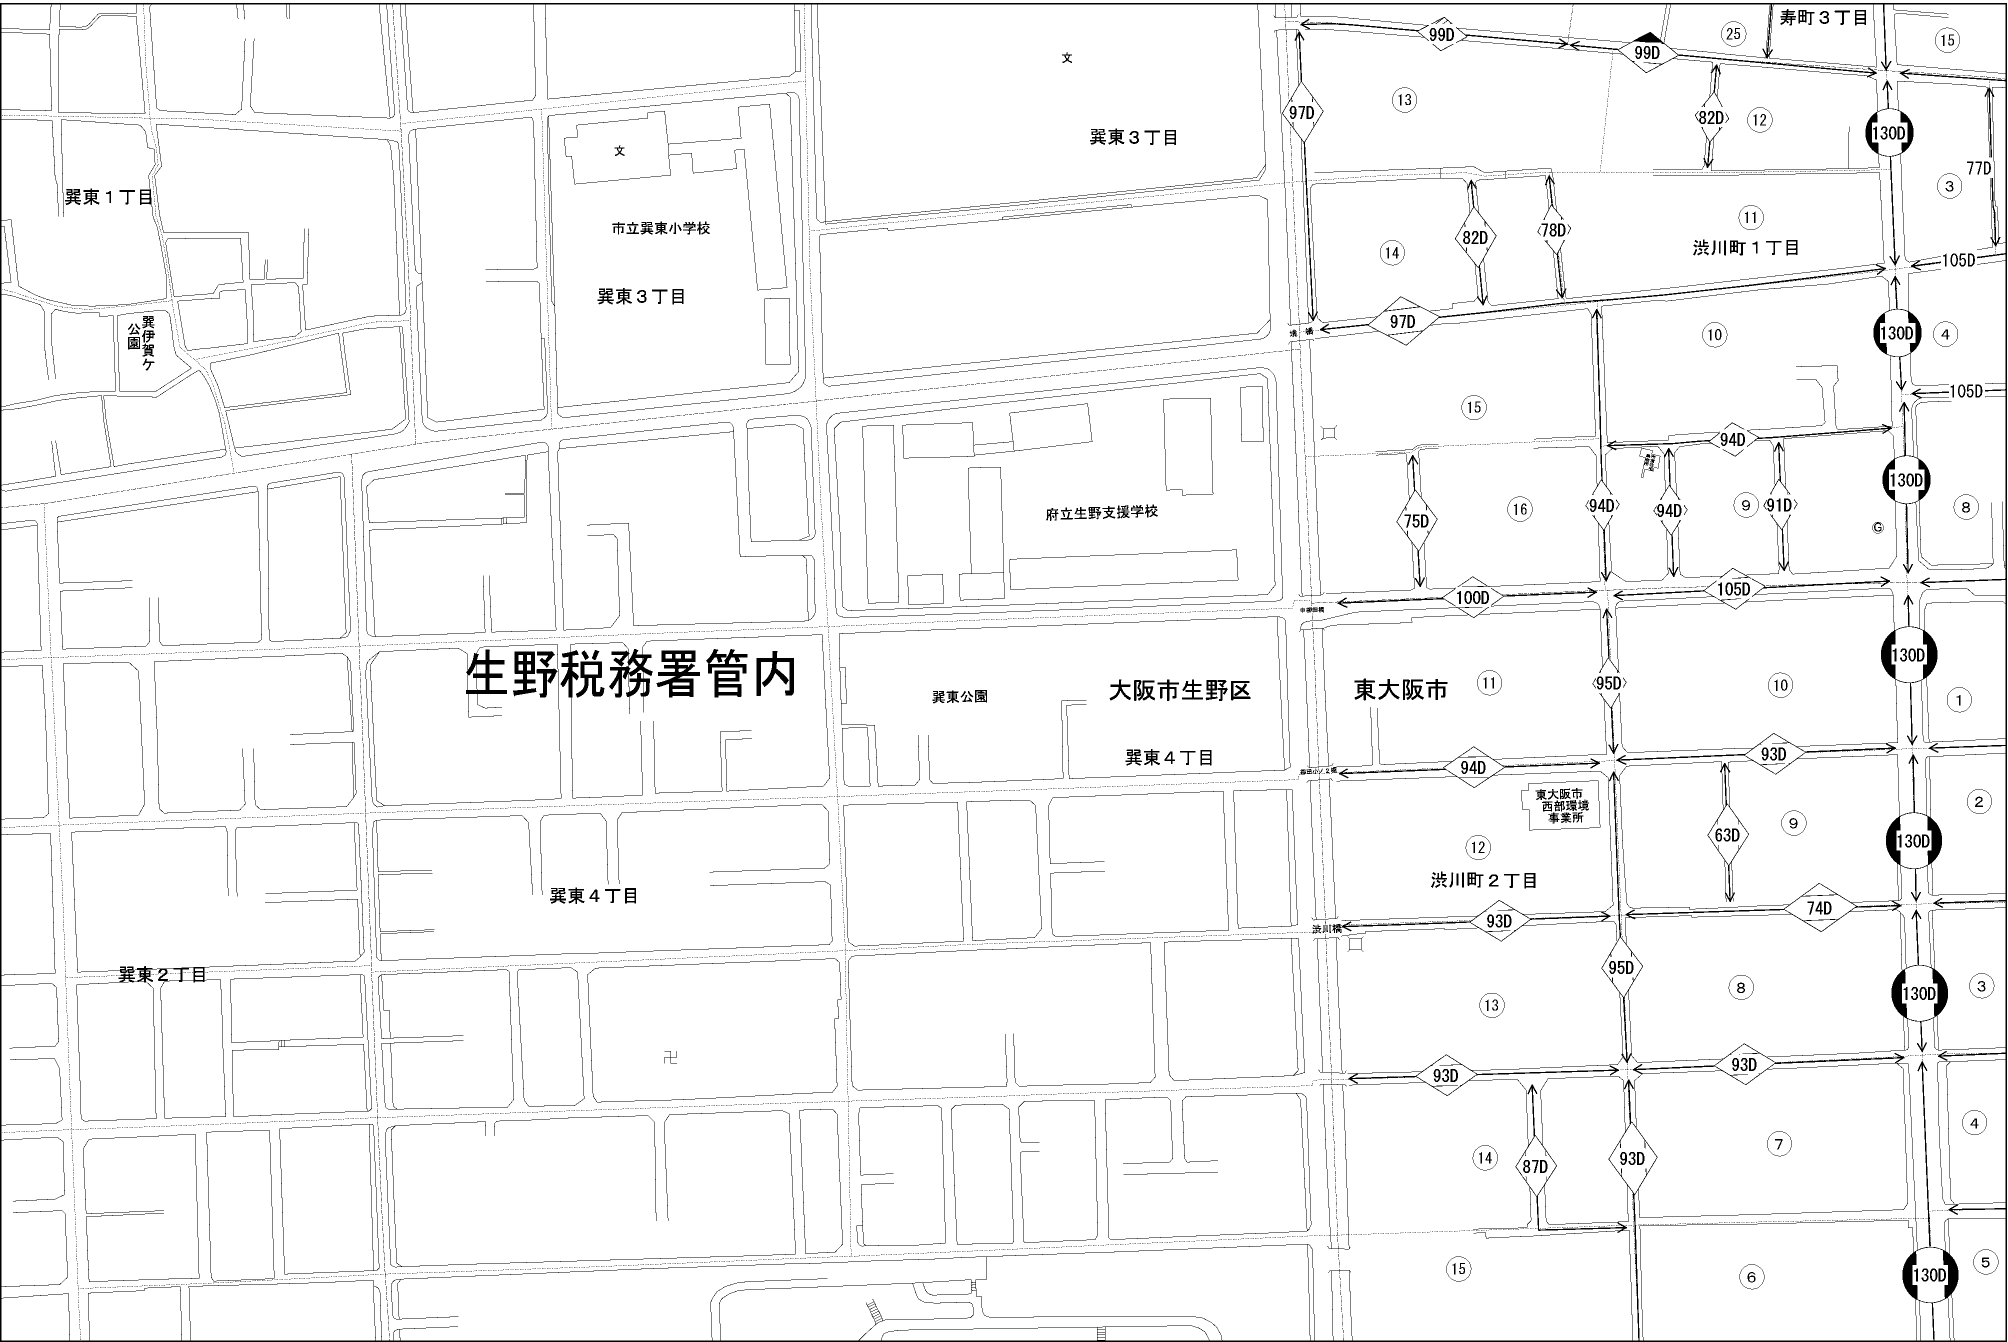 寿町３丁目
99D
25
15
99D
文
13
97D
82D
12
130D
巽東３丁目
文
77D
3
巽東１丁目
11
市立巽東小学校
82D
78D
14
渋川町１丁目
105D
巽東３丁目
97D
130D
巽伊賀ケ
公園
境橋
10
4
105D
15
94D
130D
16
94D
94D
9
91D
8
府立生野支援学校
75D
G
100D
105D
生野税務署管内
130D
巽東公園
大阪市生野区
東大阪市
11
95D
10
1
巽東４丁目
94D
93D
東大阪市
西部環境
事業所
2
63D
9
12
130D
渋川町２丁目
巽東４丁目
74D
93D
渋川橋
95D
巽東２丁目
8
130D
3
13
卍
93D
93D
4
7
14
87D
93D
15
6
130D
5